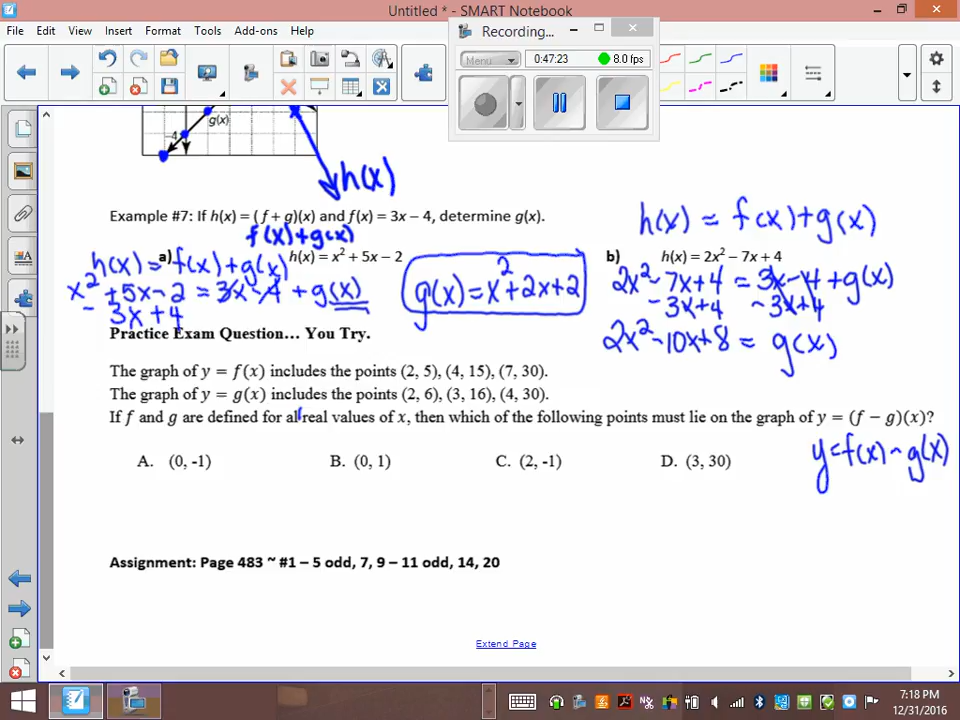 Untitled * - SMART Notebook
File Edit View Insert Format Tools Add-ons Help
Recording...
Menu 0:47:23 8.0 fps
-4
g(x)
h(x)
Example #7: If h(x) = (f + g)(x) and f(x) = 3x – 4, determine g(x).
f(x)+g(x)
h(x) = f(x)+g(x)
a) h(x) = x² + 5x – 2
h(x)=f(x)+g(x)
x²+5x-2 = 3x-4 + g(x)
- 3x+4
g(x)=x²+2x+2
b) h(x) = 2x² – 7x + 4
2x²-7x+4 = 3x-4+g(x)
-3x+4 -3x+4
2x²-10x+8 = g(x)
Practice Exam Question... You Try.
The graph of y = f(x) includes the points (2, 5), (4, 15), (7, 30).
The graph of y = g(x) includes the points (2, 6), (3, 16), (4, 30).
If f and g are defined for all real values of x, then which of the following points must lie on the graph of y = (f − g)(x)?
y=f(x)-g(x)
A. (0, -1) B. (0, 1) C. (2, -1) D. (3, 30)
Assignment: Page 483 ~ #1 – 5 odd, 7, 9 – 11 odd, 14, 20
Extend Page
7:18 PM
12/31/2016